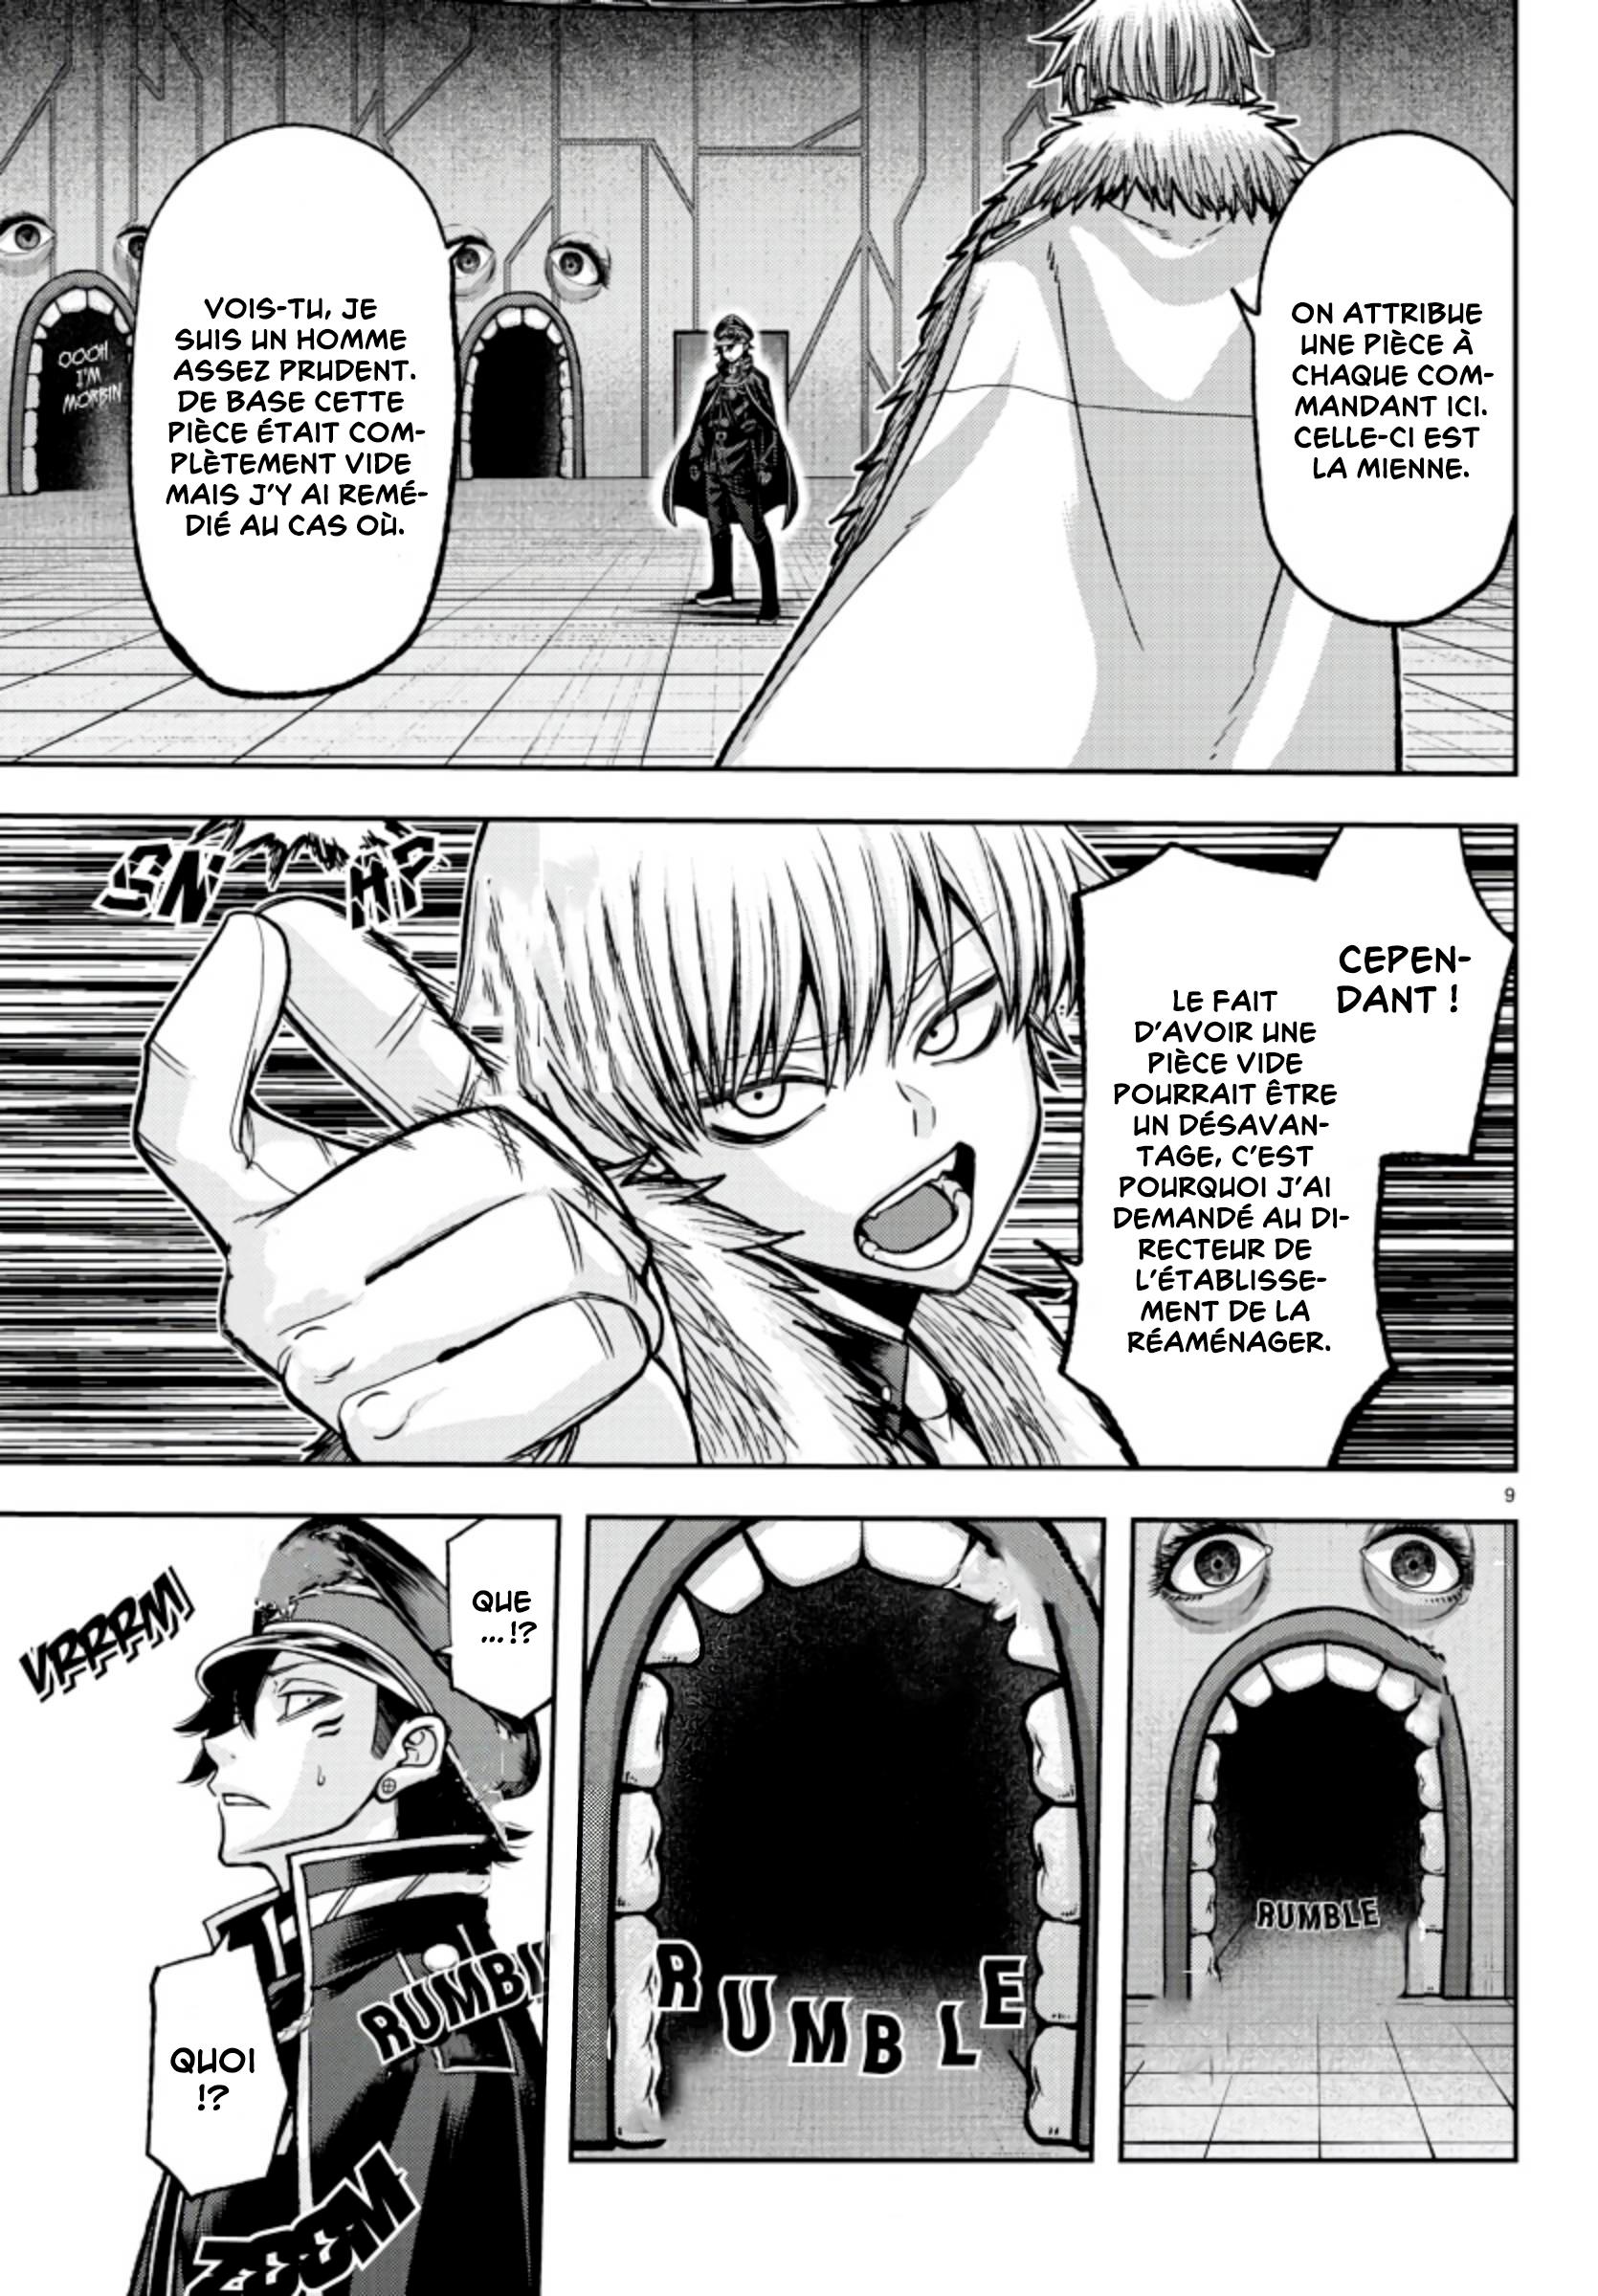 ON ATTRIBUE
UNE PIÈCE À
CHAQUE COM-
MANDANT ICI.
CELLE-CI EST
LA MIENNE.
VOIS-TU, JE
SUIS UN HOMME
ASSEZ PRUDENT.
DE BASE CETTE
PIÈCE ÉTAIT COM-
PLÈTEMENT VIDE
MAIS J'Y AI REMÉ-
DIÉ AU CAS OÙ.
OOOH
I'M
MORBIN
CEPEN-
DANT !
LE FAIT
D'AVOIR UNE
PIÈCE VIDE
POURRAIT ÊTRE
UN DÉSAVAN-
TAGE, C'EST
POURQUOI J'AI
DEMANDÉ AU DI-
RECTEUR DE
L'ÉTABLISSE-
MENT DE LA
RÉAMÉNAGER.
9
RUMBLE
RUMBLE
QUE
...!?
VRRRM
RUMBL
QUOI
!?
ZOOM